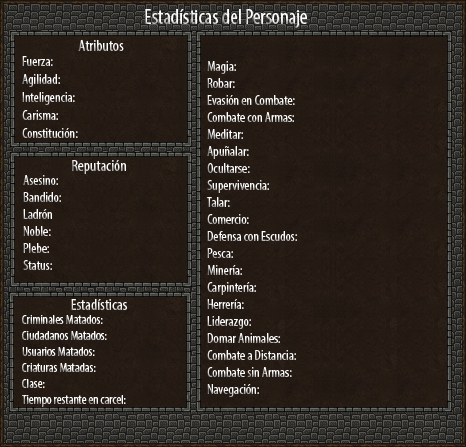 Estadísticas del Personaje
Atributos
Fuerza:
Agilidad:
Inteligencia:
Carisma:
Constitución:
Reputación
Asesino:
Bandido:
Ladrón
Noble:
Plebe:
Status:
Estadísticas
Criminales Matados:
Ciudadanos Matados:
Usuarios Matados:
Criaturas Matadas:
Clase:
Tiempo restante en carcel:
Magia:
Robar:
Evasión en Combate:
Combate con Armas:
Meditar:
Apuñalar:
Ocultarse:
Supervivencia:
Talar:
Comercio:
Defensa con Escudos:
Pesca:
Minería:
Carpintería:
Herrería:
Liderazgo:
Domar Animales:
Combate a Distancia:
Combate sin Armas:
Navegación: